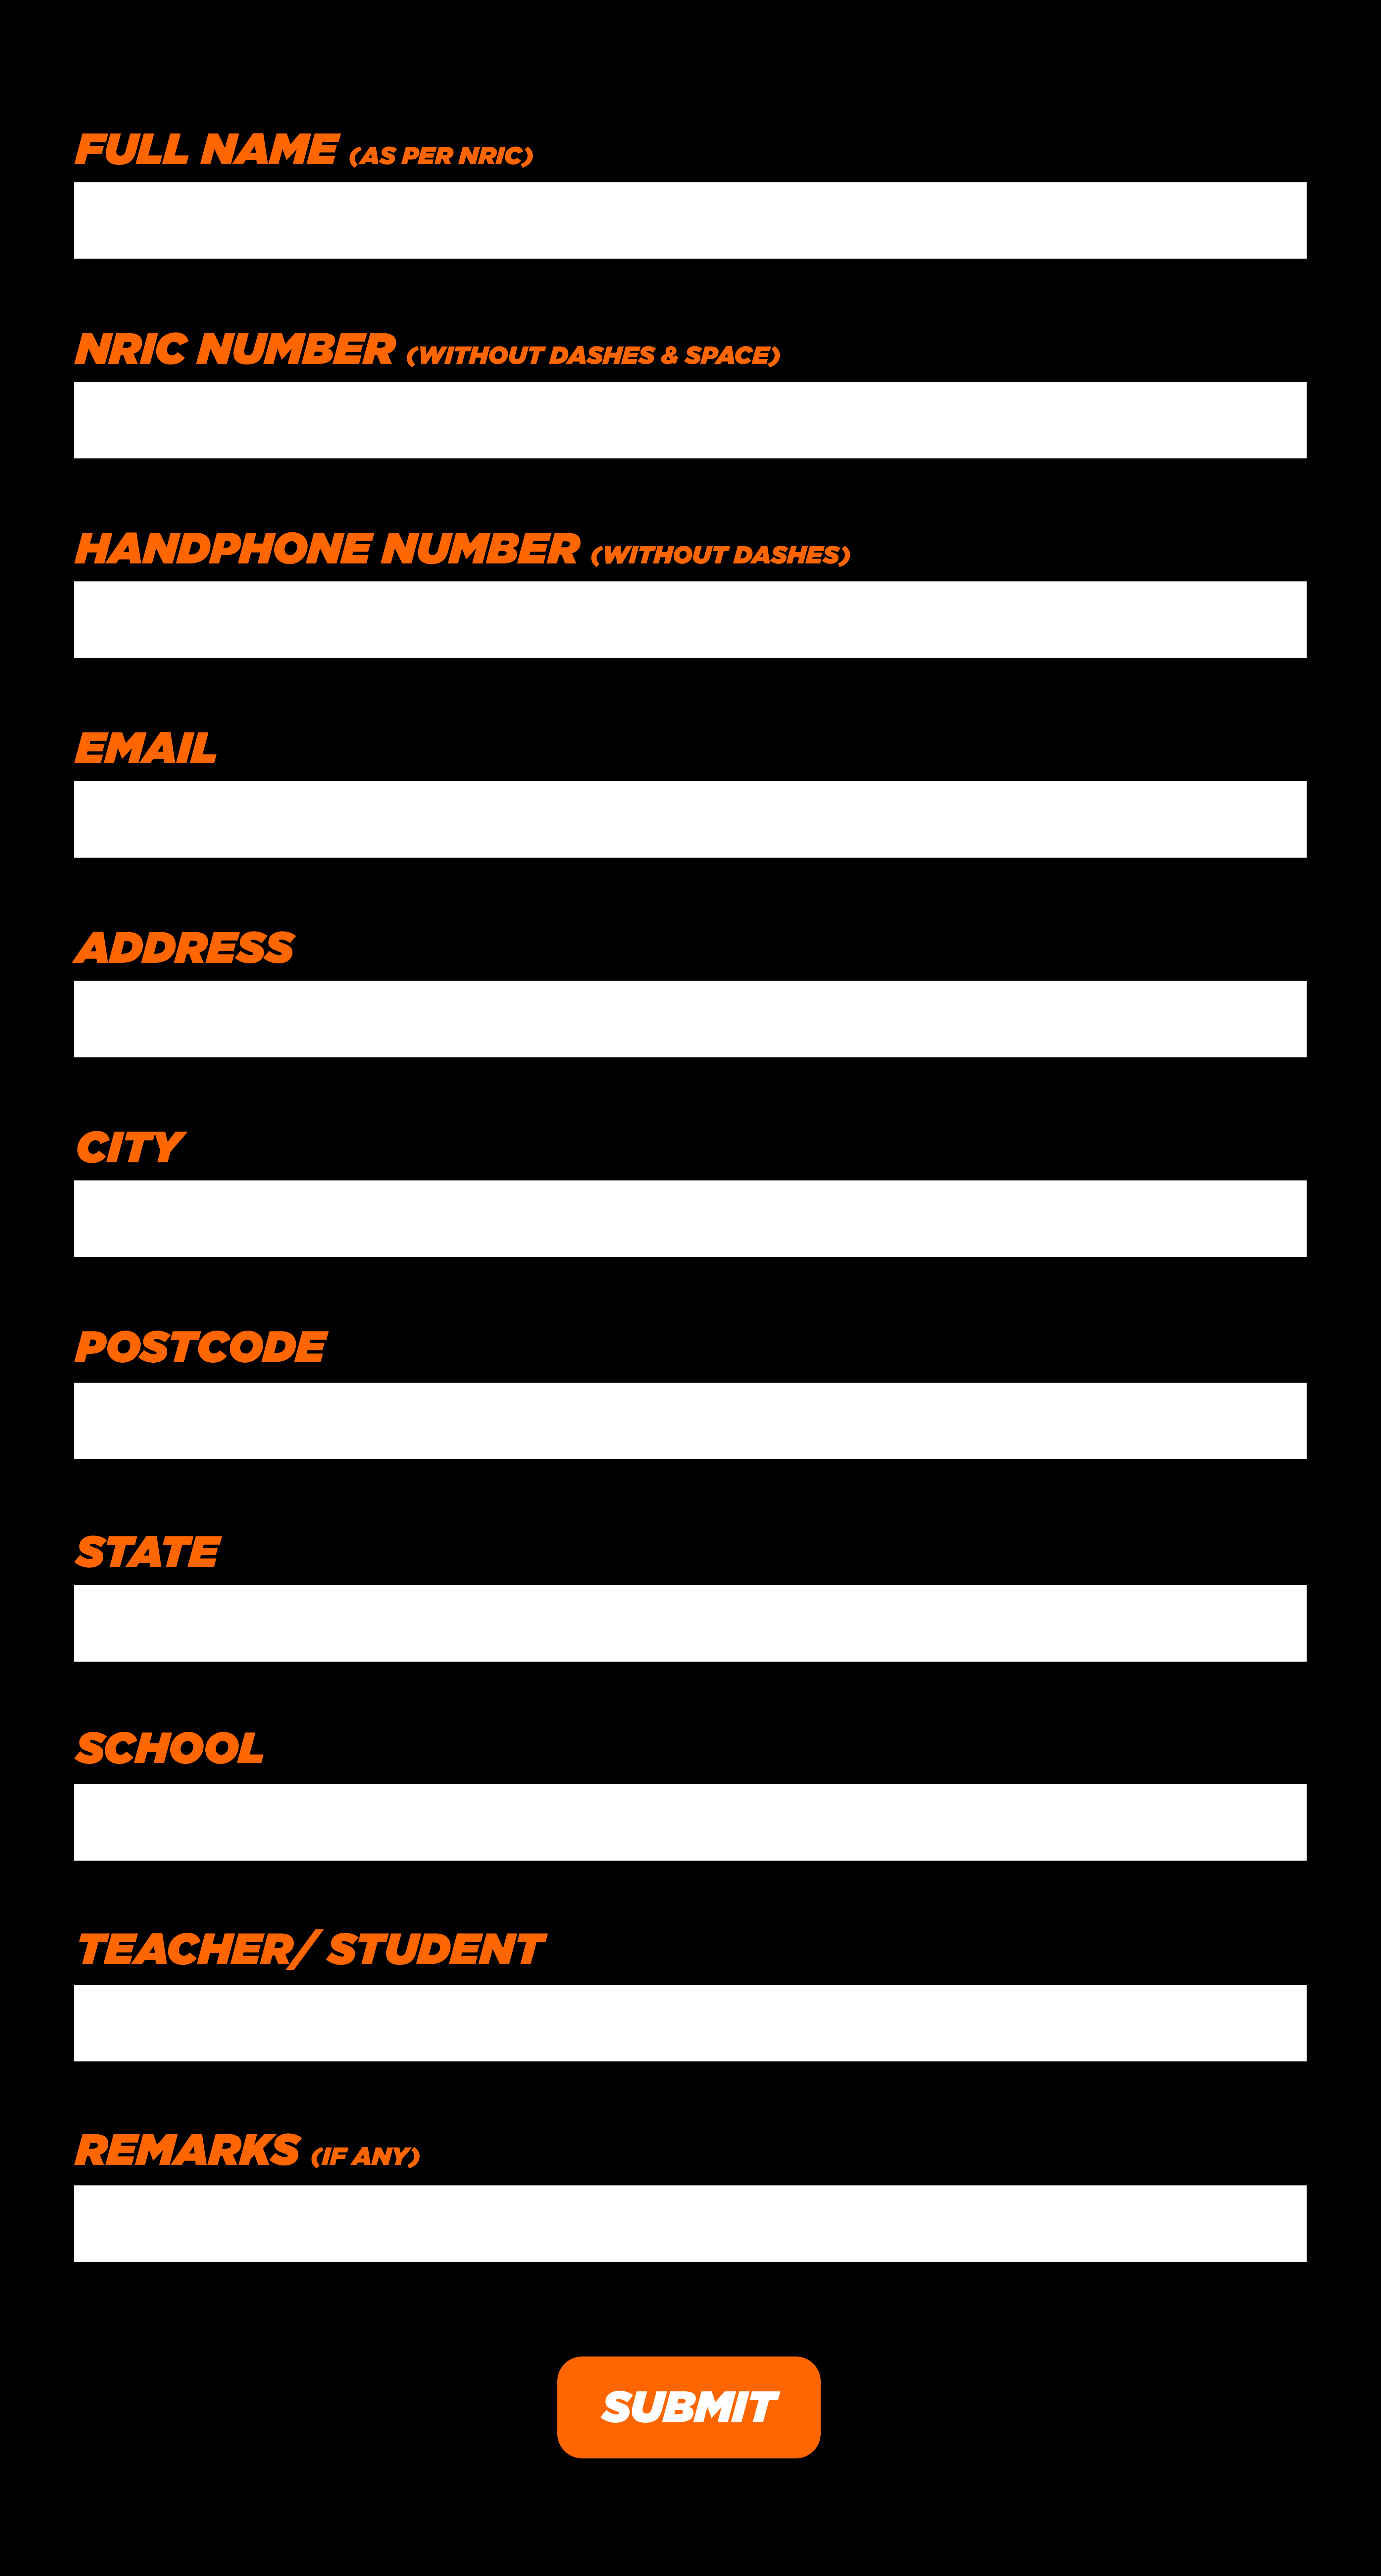 FULL NAME (AS PER NRIC)
NRIC NUMBER (WITHOUT DASHES & SPACE)
HANDPHONE NUMBER (WITHOUT DASHES)
EMAIL
ADDRESS
CITY
POSTCODE
STATE
SCHOOL
TEACHER/ STUDENT
REMARKS (IF ANY)
SUBMIT